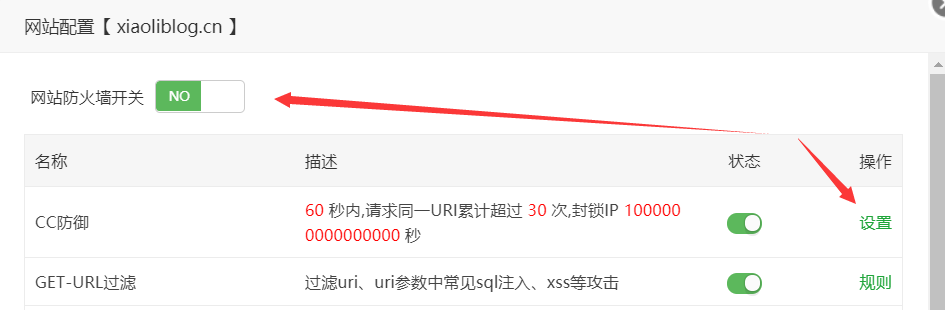 网站配置【 xiaoliblog.cn 】
网站防火墙开关 NO
名称 描述 状态 操作
CC防御 60 秒内,请求同一URI累计超过 30 次,封锁IP 100000
0000000000000 秒 设置
GET-URL过滤 过滤uri、uri参数中常见sql注入、xss等攻击 规则